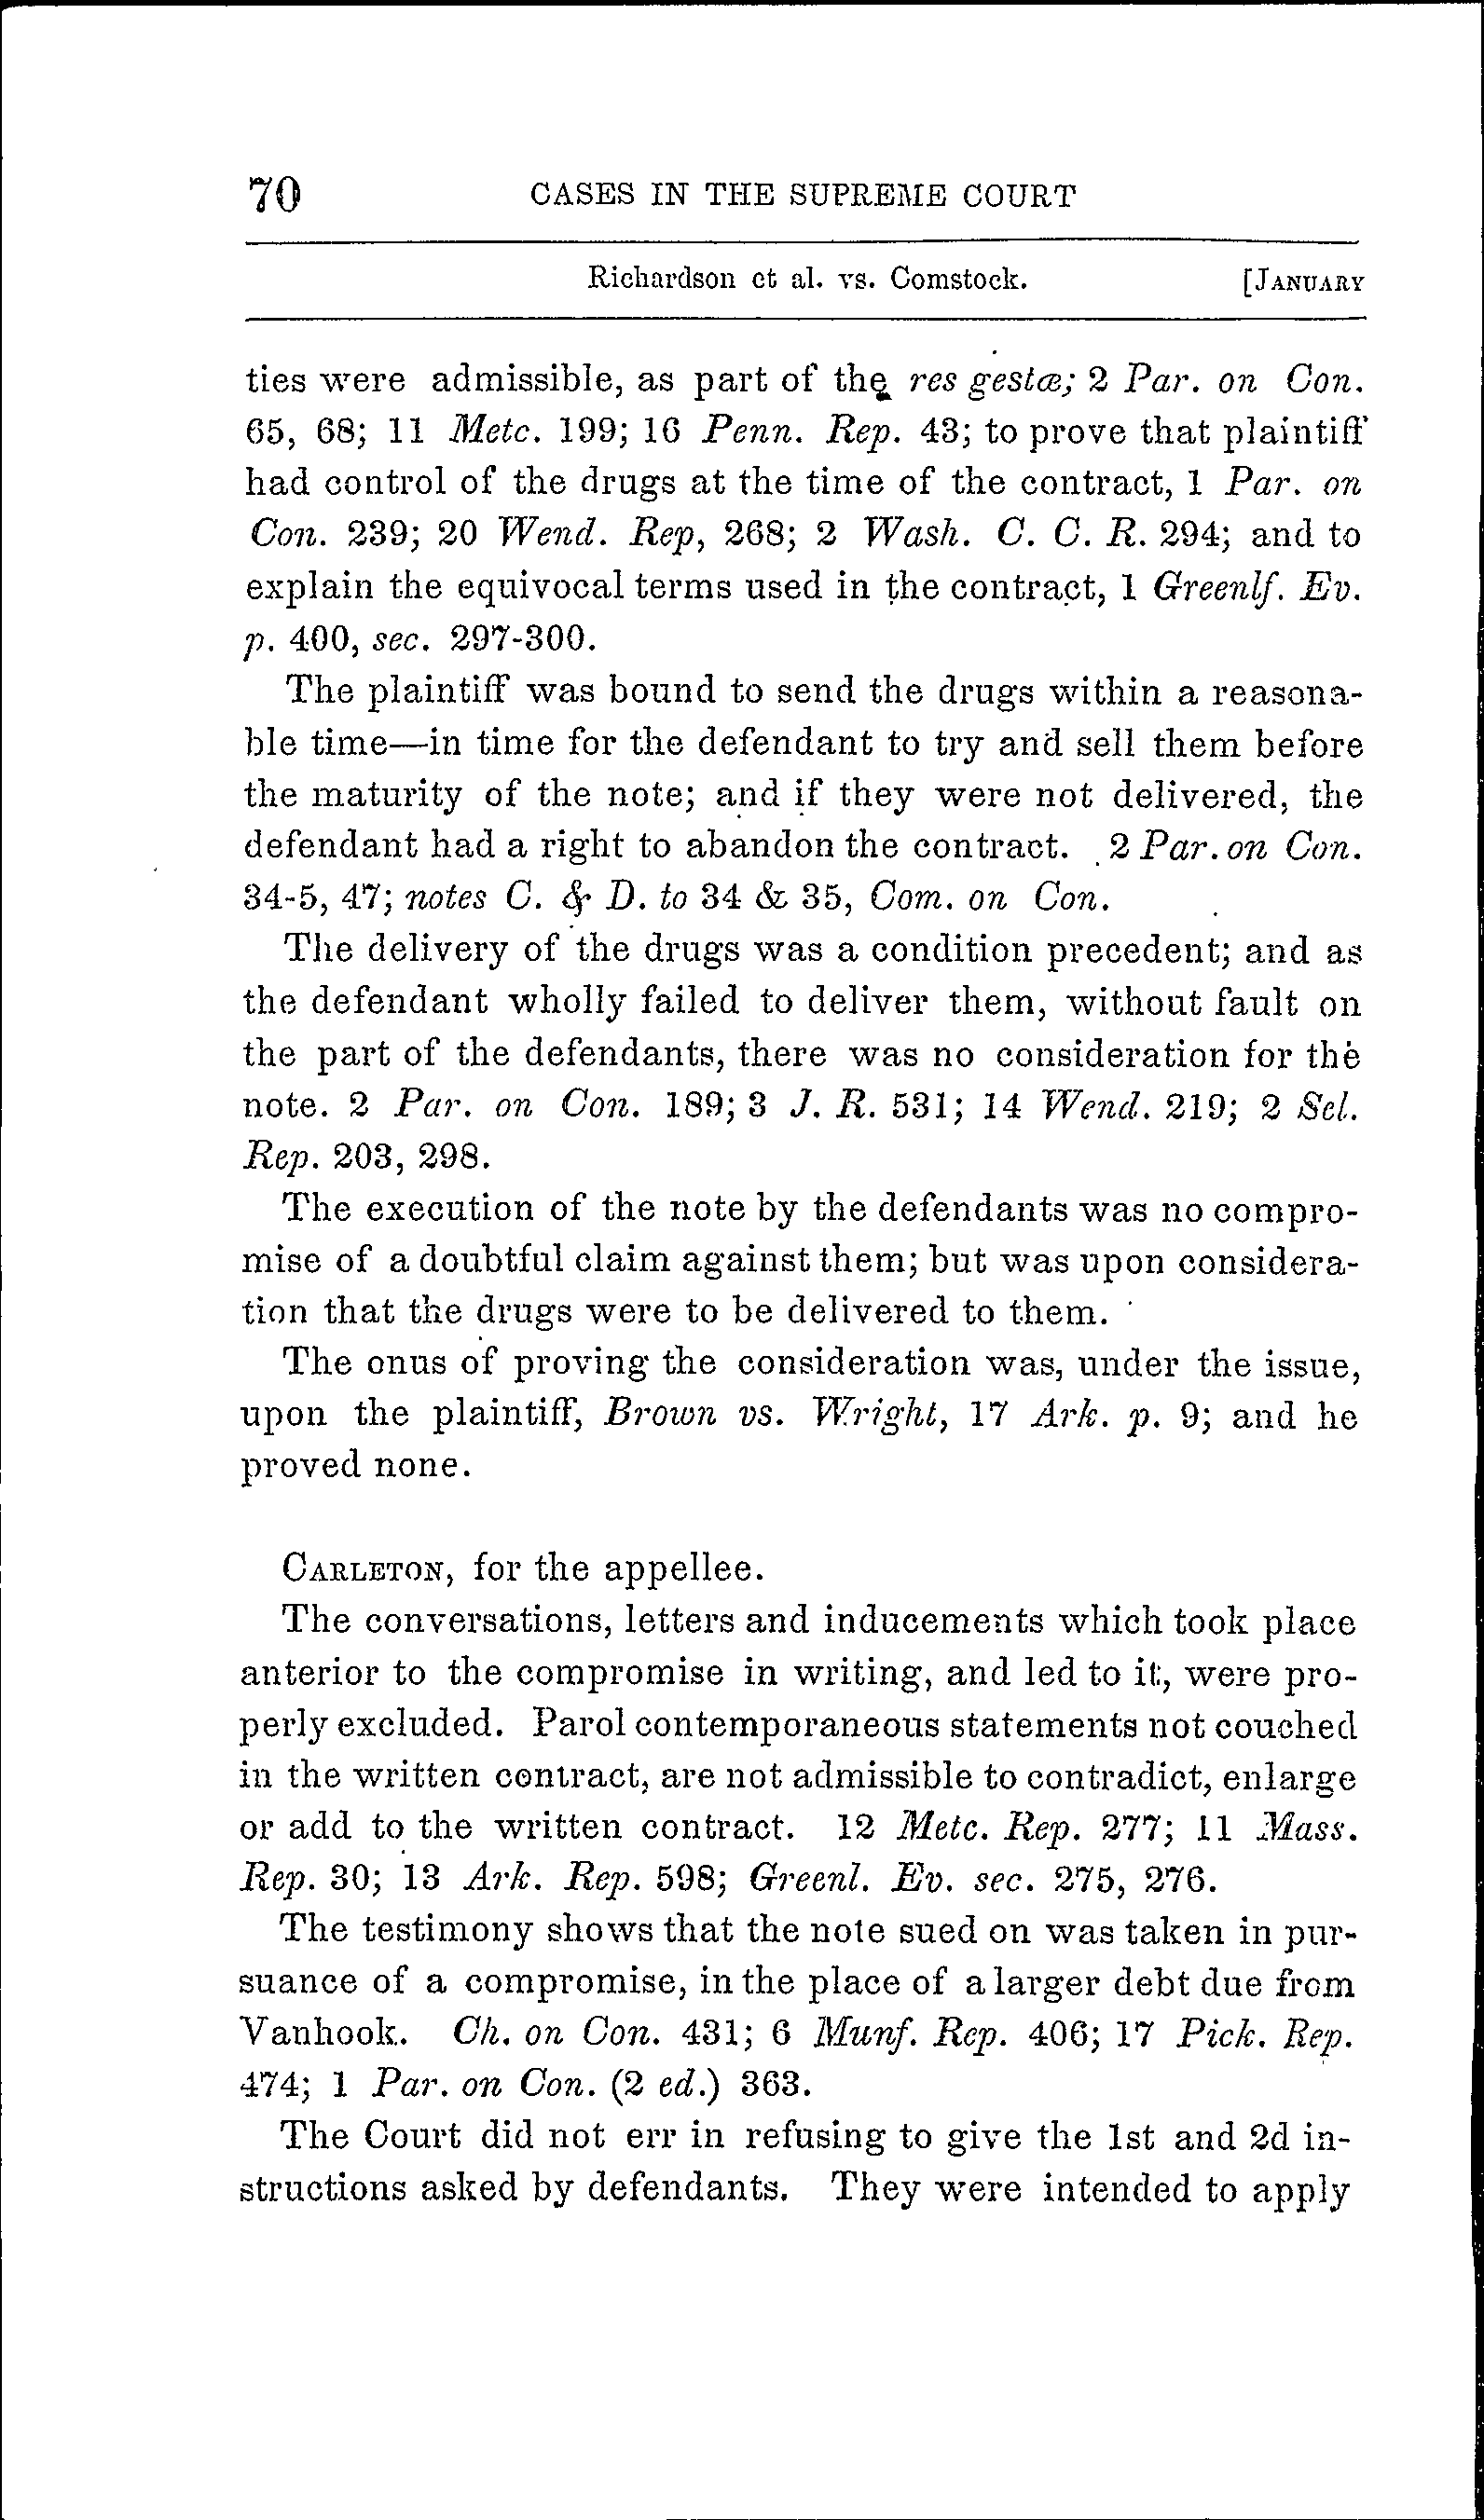 70 CASES IN THE SUPREME COURT
Richardson et al. vs. Comstock. [JANUARY
ties were admissible, as part of the res gestæ; 2 Par. on Con.
65, 68; 11 Metc. 199; 16 Penn. Rep. 43; to prove that plaintiff
had control of the drugs at the time of the contract, 1 Par. on
Con. 239; 20 Wend. Rep, 268; 2 Wash. C. C. R. 294; and to
explain the equivocal terms used in the contract, 1 Greenlf. Ev.
p. 400, sec. 297-300.
The plaintiff was bound to send the drugs within a reasona-
ble time—in time for the defendant to try and sell them before
the maturity of the note; and if they were not delivered, the
defendant had a right to abandon the contract. 2 Par. on Con.
34-5, 47; notes C. & D. to 34 & 35, Com. on Con.
The delivery of the drugs was a condition precedent; and as
the defendant wholly failed to deliver them, without fault on
the part of the defendants, there was no consideration for the
note. 2 Par. on Con. 189; 3 J. R. 531; 14 Wend. 219; 2 Sel.
Rep. 203, 298.
The execution of the note by the defendants was no compro-
mise of a doubtful claim against them; but was upon considera-
tion that the drugs were to be delivered to them.
The onus of proving the consideration was, under the issue,
upon the plaintiff, Brown vs. Wright, 17 Ark. p. 9; and he
proved none.
CARLETON, for the appellee.
The conversations, letters and inducements which took place
anterior to the compromise in writing, and led to it, were pro-
perly excluded. Parol contemporaneous statements not couched
in the written contract, are not admissible to contradict, enlarge
or add to the written contract. 12 Metc. Rep. 277; 11 Mass.
Rep. 30; 13 Ark. Rep. 598; Greenl. Ev. sec. 275, 276.
The testimony shows that the note sued on was taken in pur-
suance of a compromise, in the place of a larger debt due from
Vanhook. Ch. on Con. 431; 6 Munf. Rep. 406; 17 Pick. Rep.
474; 1 Par. on Con. (2 ed.) 363.
The Court did not err in refusing to give the 1st and 2d in-
structions asked by defendants. They were intended to apply